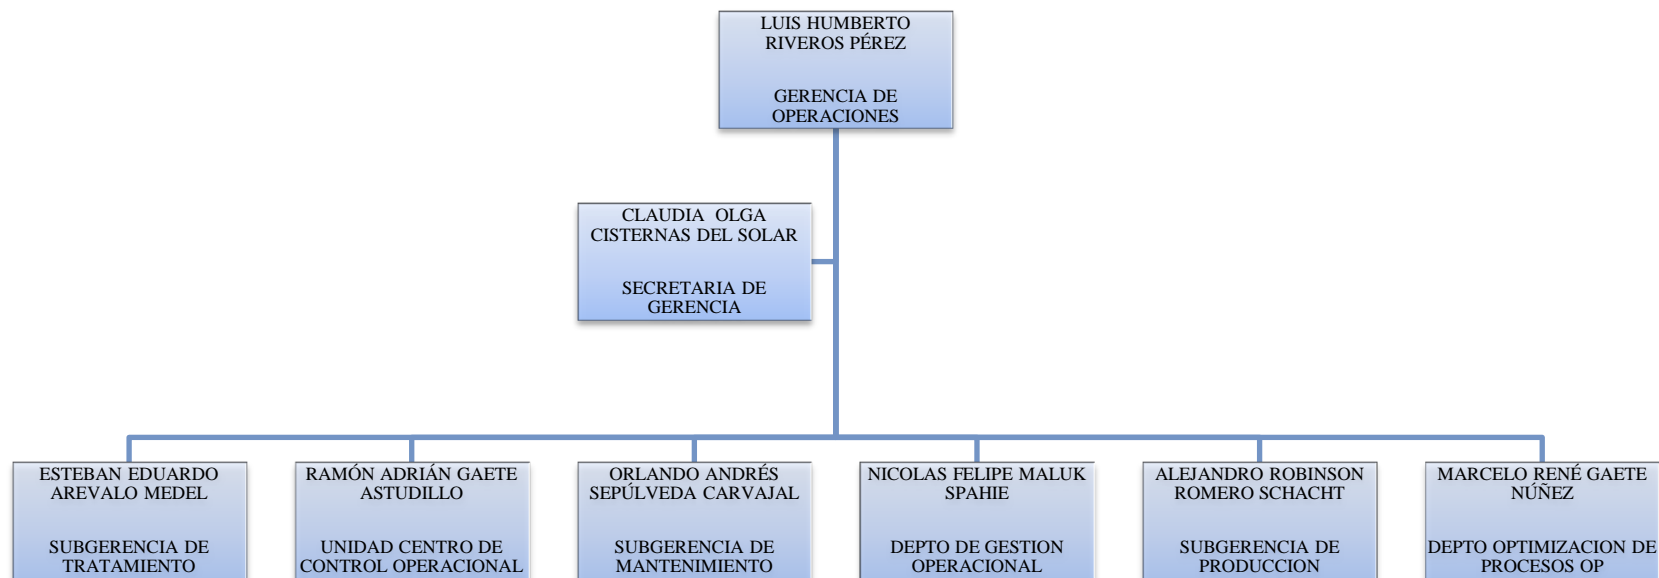 LUIS HUMBERTO
RIVEROS PÉREZ
GERENCIA DE
OPERACIONES
CLAUDIA  OLGA
CISTERNAS DEL SOLAR
SECRETARIA DE
GERENCIA
ESTEBAN EDUARDO
AREVALO MEDEL
SUBGERENCIA DE
TRATAMIENTO
RAMÓN ADRIÁN GAETE
ASTUDILLO
UNIDAD CENTRO DE
CONTROL OPERACIONAL
ORLANDO ANDRÉS
SEPÚLVEDA CARVAJAL
SUBGERENCIA DE
MANTENIMIENTO
NICOLAS FELIPE MALUK
SPAHIE
DEPTO DE GESTION
OPERACIONAL
ALEJANDRO ROBINSON
ROMERO SCHACHT
SUBGERENCIA DE
PRODUCCION
MARCELO RENÉ GAETE
NÚÑEZ
DEPTO OPTIMIZACION DE
PROCESOS OP